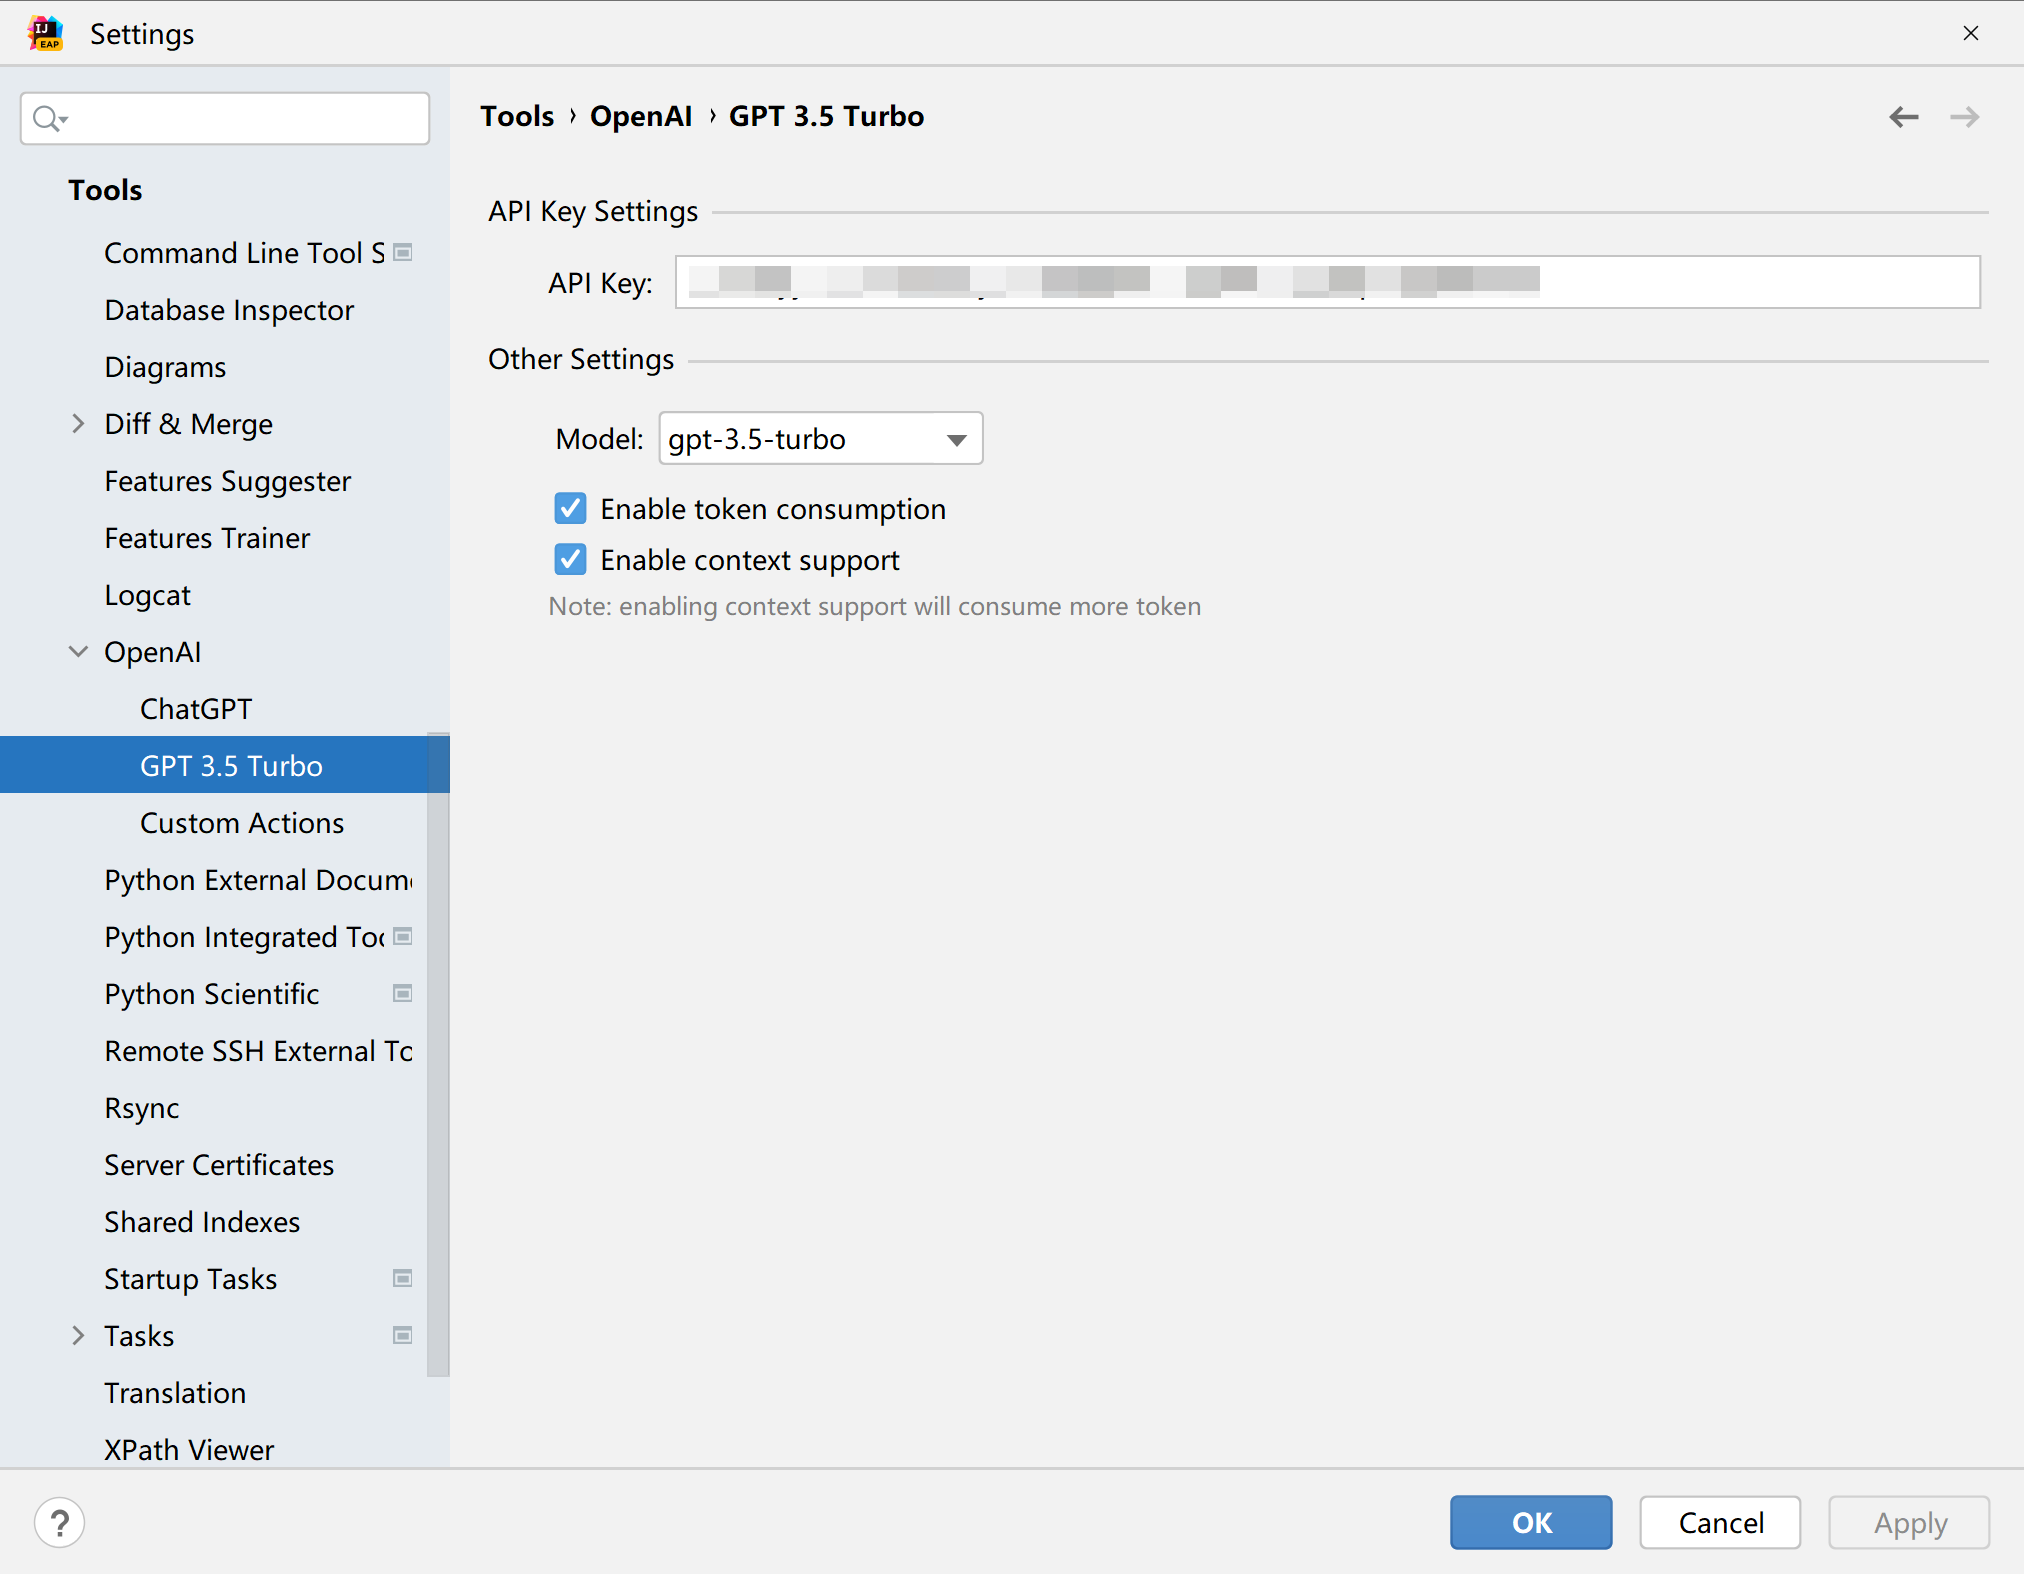 IJ
EAP
Settings
Tools
Command Line Tool S
Database Inspector
Diagrams
Diff & Merge
Features Suggester
Features Trainer
Logcat
OpenAI
ChatGPT
GPT 3.5 Turbo
Custom Actions
Python External Docum
Python Integrated Too
Python Scientific
Remote SSH External To
Rsync
Server Certificates
Shared Indexes
Startup Tasks
Tasks
Translation
XPath Viewer
Tools › OpenAI › GPT 3.5 Turbo
API Key Settings
API Key:
Other Settings
Model: gpt-3.5-turbo
Enable token consumption
Enable context support
Note: enabling context support will consume more token
?
OK
Cancel
Apply